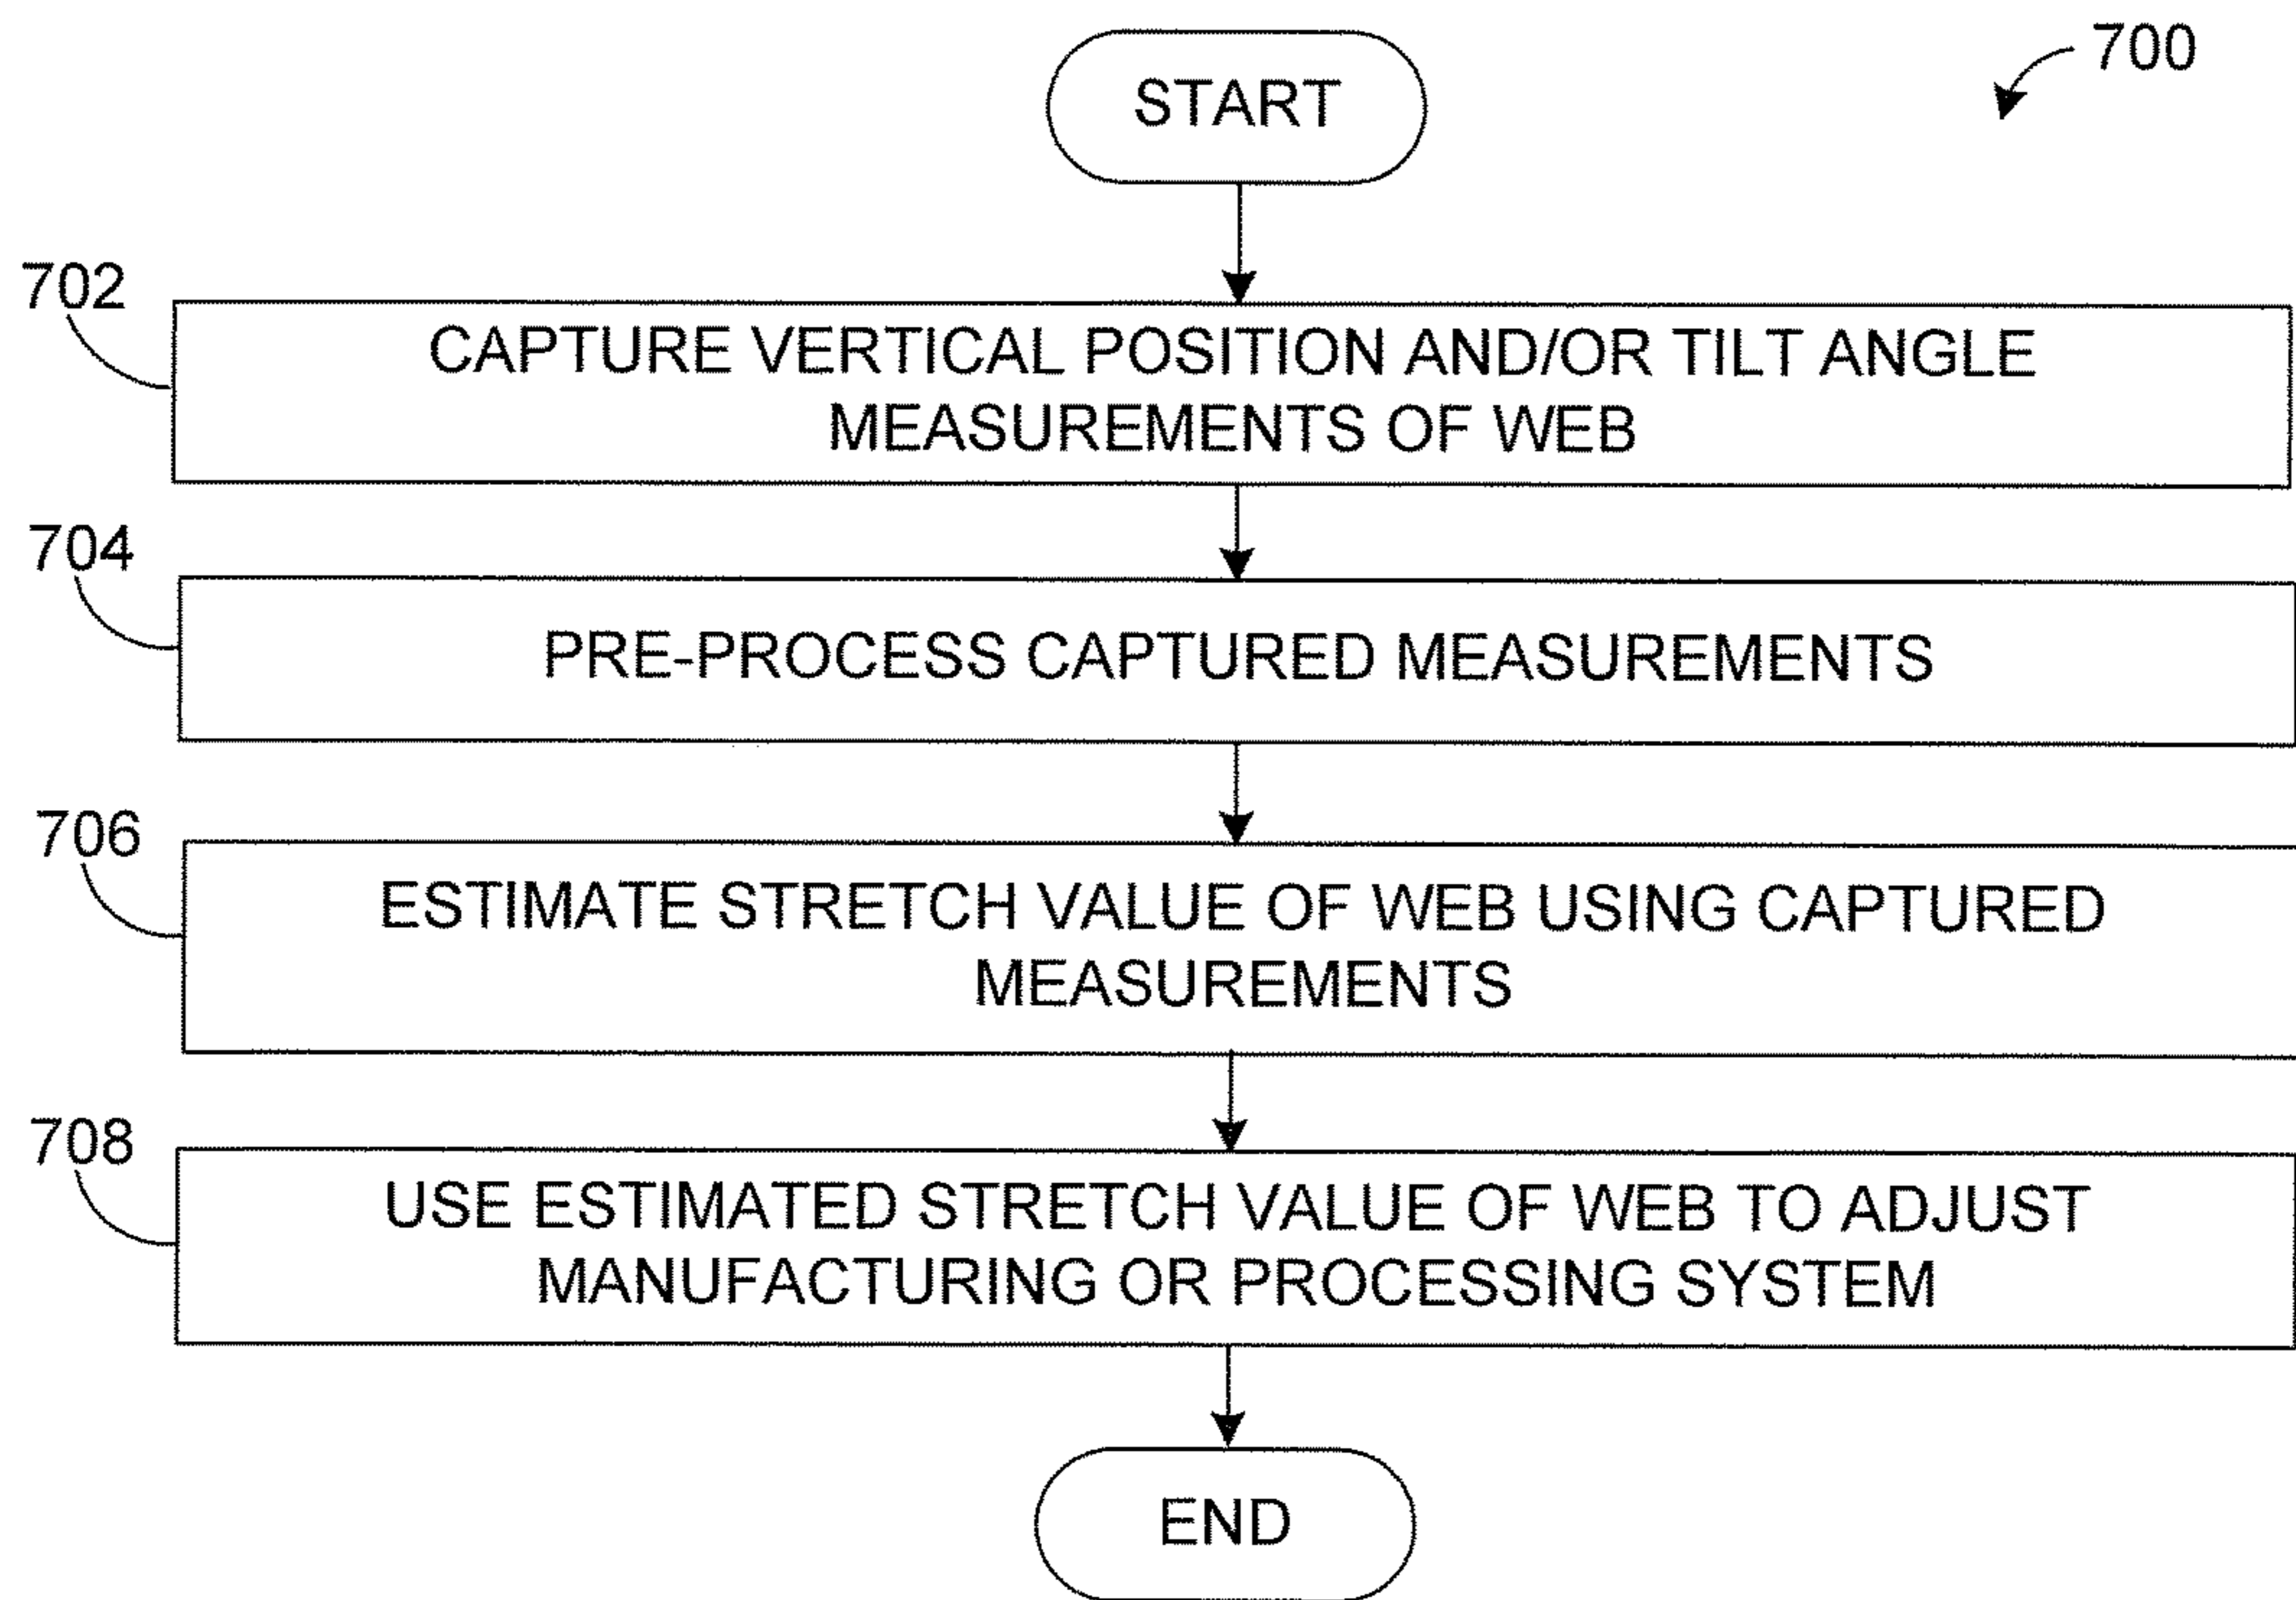 START
700
702
CAPTURE VERTICAL POSITION AND/OR TILT ANGLE
MEASUREMENTS OF WEB
704
PRE-PROCESS CAPTURED MEASUREMENTS
706
ESTIMATE STRETCH VALUE OF WEB USING CAPTURED
MEASUREMENTS
708
USE ESTIMATED STRETCH VALUE OF WEB TO ADJUST
MANUFACTURING OR PROCESSING SYSTEM
END